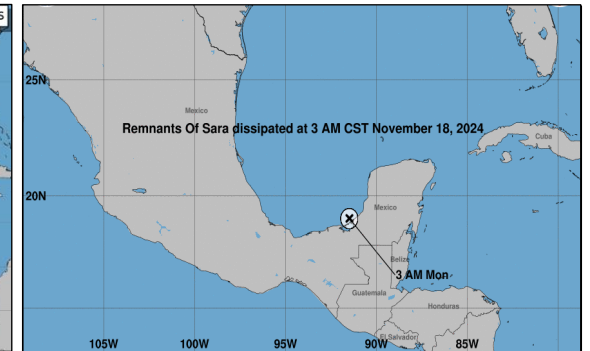 S
25N
Mexico
Remnants Of Sara dissipated at 3 AM CST November 18, 2024
Cuba
20N
Mexico
Belize
3 AM Mon
Guatemala
Honduras
El Salvador
105W 100W 95W 90W 85W